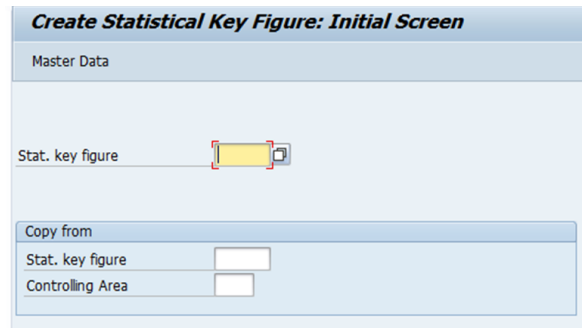 Create Statistical Key Figure: Initial Screen
Master Data
Stat. key figure
Copy from
Stat. key figure
Controlling Area